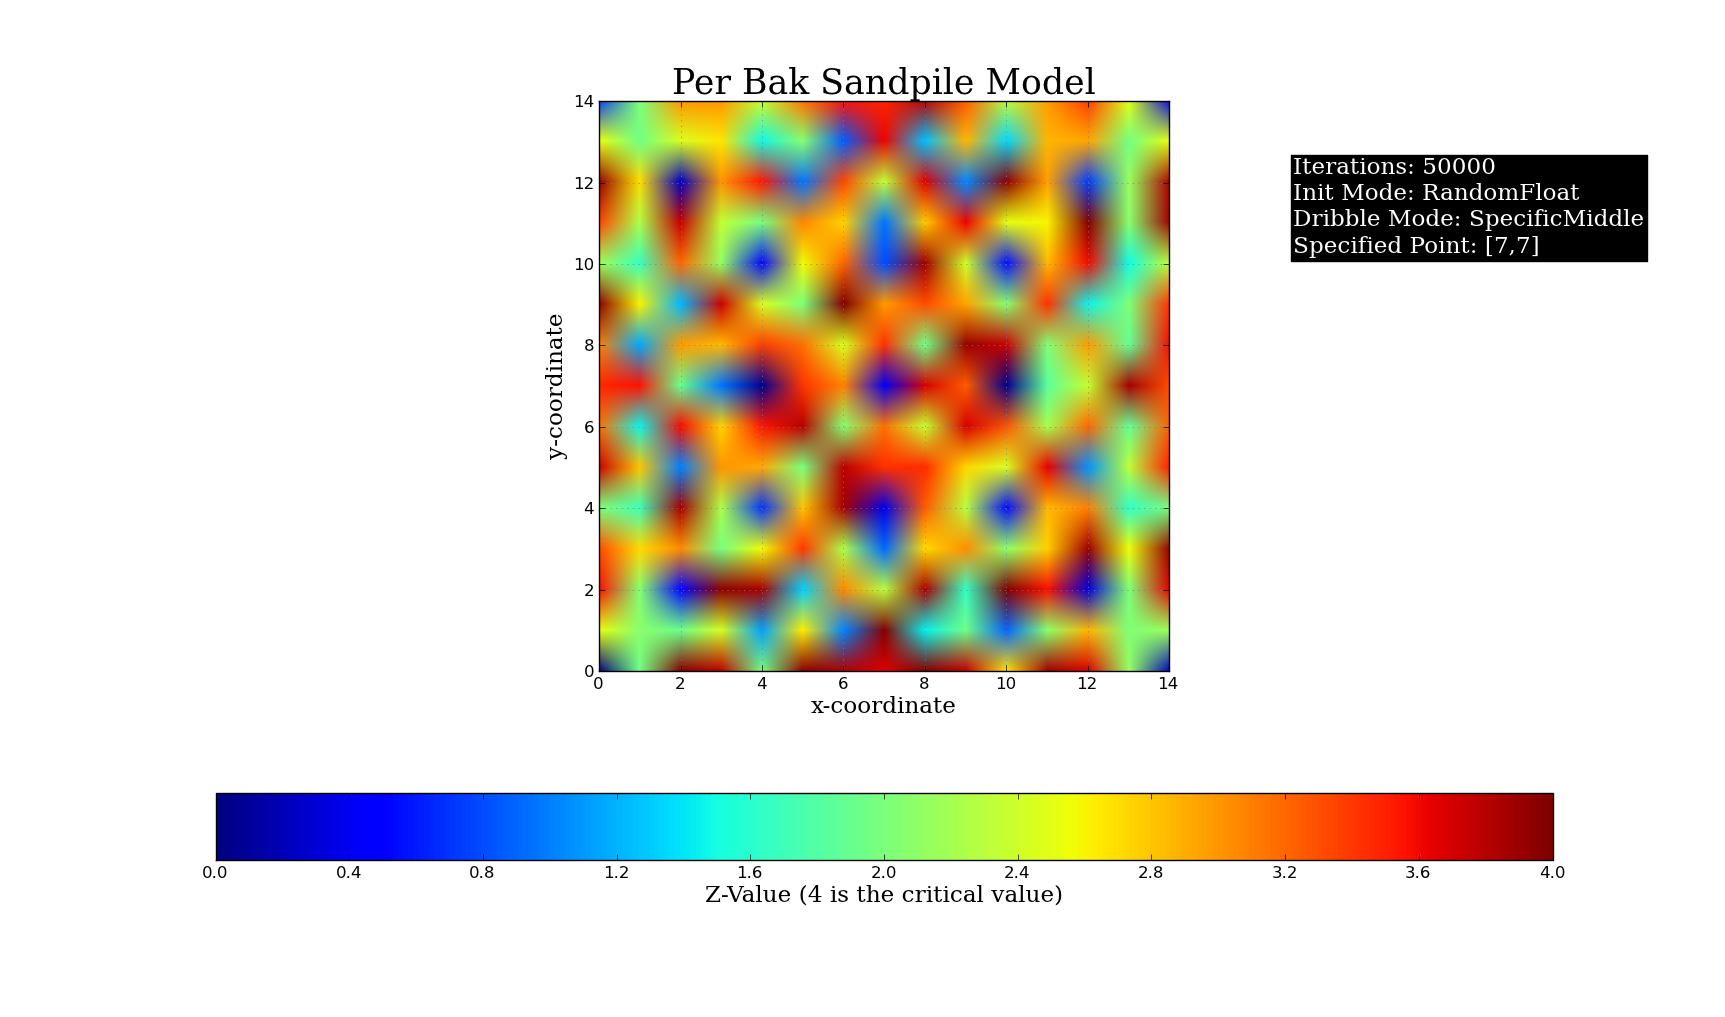 Per Bak Sandpile Model
Iterations: 50000
Init Mode: RandomFloat
Dribble Mode: SpecificMiddle
Specified Point: [7,7]
14
12
10
8
6
4
2
0
y-coordinate
0 2 4 6 8 10 12 14
x-coordinate
0.0 0.4 0.8 1.2 1.6 2.0 2.4 2.8 3.2 3.6 4.0
Z-Value (4 is the critical value)